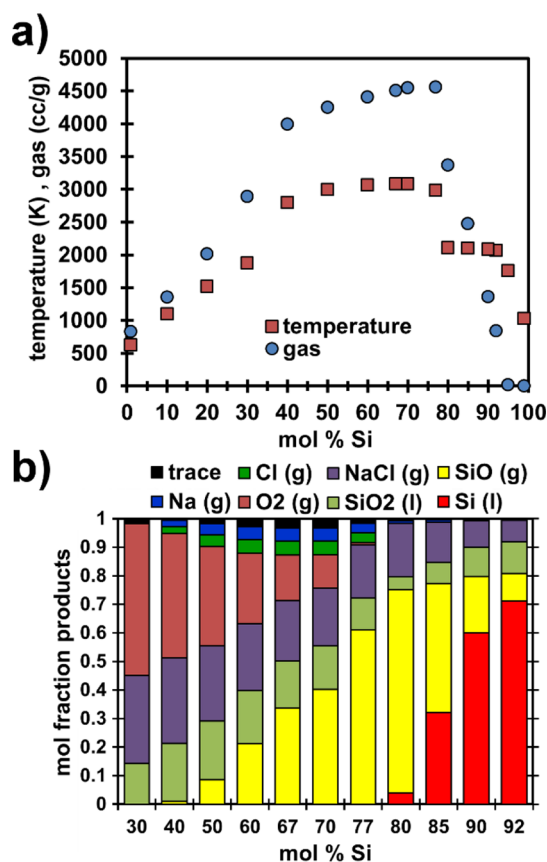 a)
temperature (K) , gas (cc/g)
5000
4500
4000
3500
3000
2500
2000
1500
1000
500
0
temperature
gas
0 10 20 30 40 50 60 70 80 90 100
mol % Si
b)
trace Cl (g) NaCl (g) SiO (g)
Na (g) O2 (g) SiO2 (l) Si (l)
mol fraction products
1
0.9
0.8
0.7
0.6
0.5
0.4
0.3
0.2
0.1
0
30 40 50 60 67 70 77 80 85 90 92
mol % Si